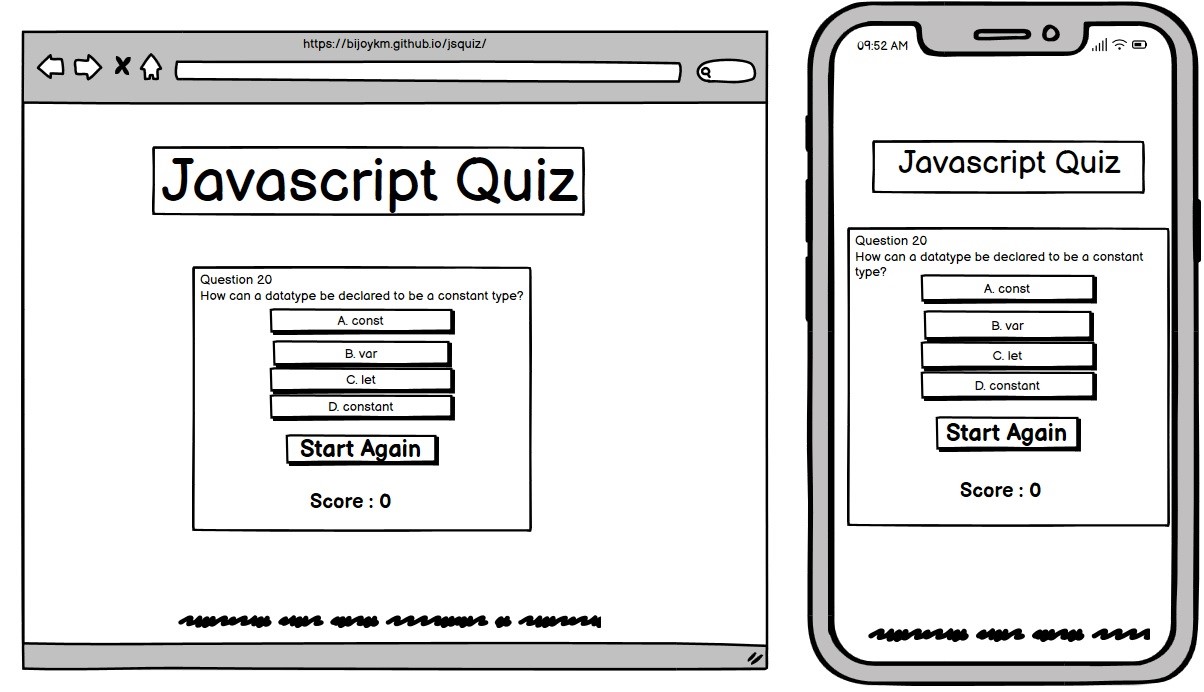 https://bijoykm.github.io/jsquiz/
Javascript Quiz
Question 20
How can a datatype be declared to be a constant type?
A. const
B. var
C. let
D. constant
Start Again
Score : 0
09:52 AM
Javascript Quiz
Question 20
How can a datatype be declared to be a constant
type?
A. const
B. var
C. let
D. constant
Start Again
Score : 0